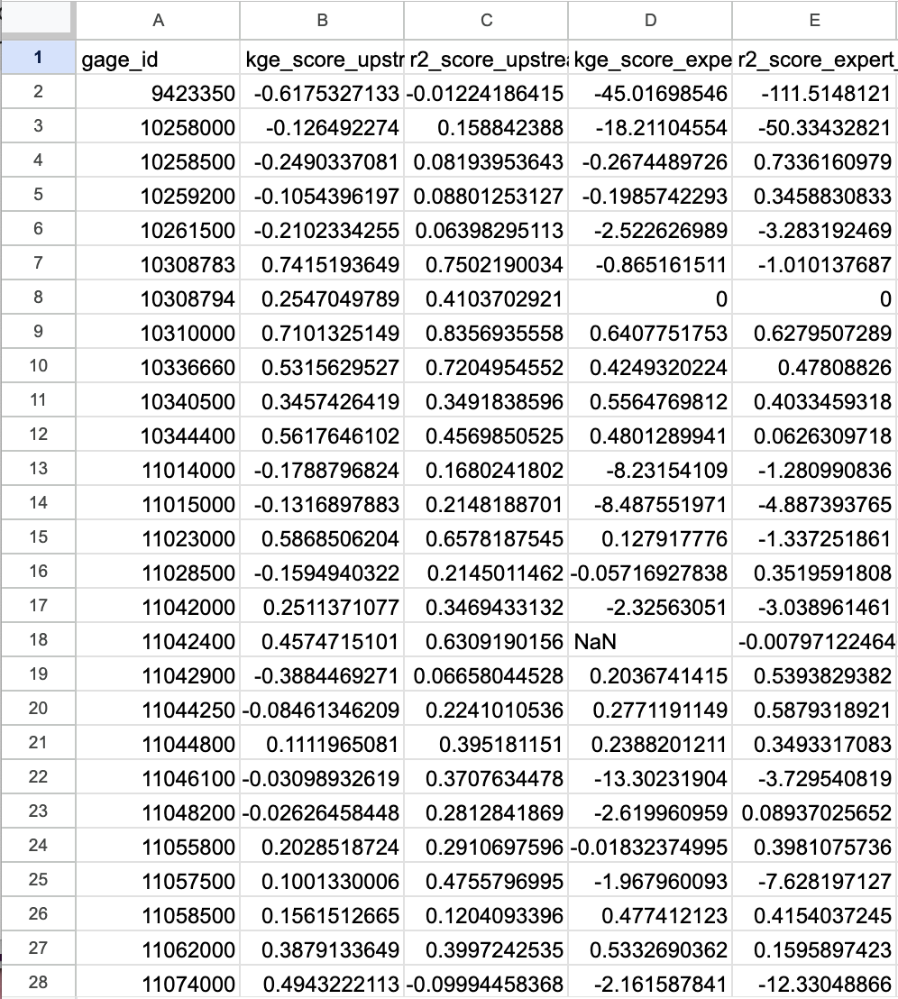 A B C D E
1 gage_id kge_score_upstr r2_score_upstrea kge_score_expe r2_score_expert_
2 9423350 -0.6175327133 -0.01224186415 -45.01698546 -111.5148121
3 10258000 -0.126492274 0.158842388 -18.21104554 -50.33432821
4 10258500 -0.2490337081 0.08193953643 -0.2674489726 0.7336160979
5 10259200 -0.1054396197 0.08801253127 -0.1985742293 0.3458830833
6 10261500 -0.2102334255 0.06398295113 -2.522626989 -3.283192469
7 10308783 0.7415193649 0.7502190034 -0.865161511 -1.010137687
8 10308794 0.2547049789 0.4103702921 0 0
9 10310000 0.7101325149 0.8356935558 0.6407751753 0.6279507289
10 10336660 0.5315629527 0.7204954552 0.4249320224 0.47808826
11 10340500 0.3457426419 0.3491838596 0.5564769812 0.4033459318
12 10344400 0.5617646102 0.4569850525 0.4801289941 0.0626309718
13 11014000 -0.1788796824 0.1680241802 -8.23154109 -1.280990836
14 11015000 -0.1316897883 0.2148188701 -8.487551971 -4.887393765
15 11023000 0.5868506204 0.6578187545 0.127917776 -1.337251861
16 11028500 -0.1594940322 0.2145011462 -0.05716927838 0.3519591808
17 11042000 0.2511371077 0.3469433132 -2.32563051 -3.038961461
18 11042400 0.4574715101 0.6309190156 NaN -0.00797122464
19 11042900 -0.3884469271 0.06658044528 0.2036741415 0.5393829382
20 11044250 -0.08461346209 0.2241010536 0.2771191149 0.5879318921
21 11044800 0.1111965081 0.395181151 0.2388201211 0.3493317083
22 11046100 -0.03098932619 0.3707634478 -13.30231904 -3.729540819
23 11048200 -0.02626458448 0.2812841869 -2.619960959 0.08937025652
24 11055800 0.2028518724 0.2910697596 -0.01832374995 0.3981075736
25 11057500 0.1001330006 0.4755796995 -1.967960093 -7.628197127
26 11058500 0.1561512665 0.1204093396 0.477412123 0.4154037245
27 11062000 0.3879133649 0.3997242535 0.5332690362 0.1595897423
28 11074000 0.4943222113 -0.09944458368 -2.161587841 -12.33048866